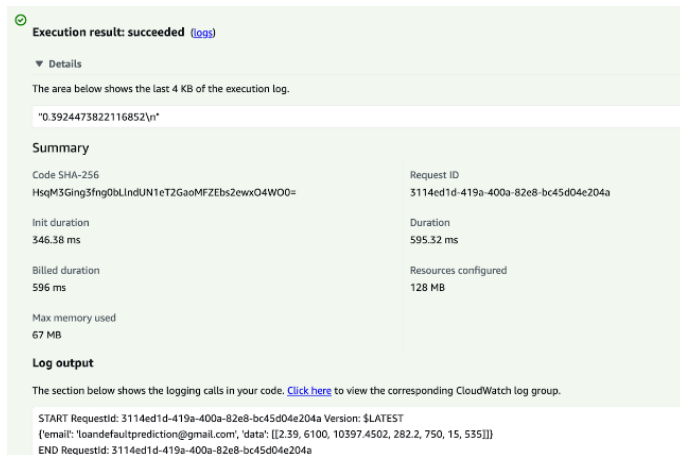 Execution result: succeeded (logs)
▼ Details
The area below shows the last 4 KB of the execution log.
"0.3924473822116852\n"
Summary
Code SHA-256
HsqM3Ging3fng0bLlndUN1eT2GaoMFZEbs2ewxO4WO0=
Request ID
3114ed1d-419a-400a-82e8-bc45d04e204a
Init duration
346.38 ms
Duration
595.32 ms
Billed duration
596 ms
Resources configured
128 MB
Max memory used
67 MB
Log output
The section below shows the logging calls in your code. Click here to view the corresponding CloudWatch log group.
START RequestId: 3114ed1d-419a-400a-82e8-bc45d04e204a Version: $LATEST
{'email': 'loandefaultprediction@gmail.com', 'data': [[2.39, 6100, 10397.4502, 282.2, 750, 15, 535]]}
END RequestId: 3114ed1d-419a-400a-82e8-bc45d04e204a